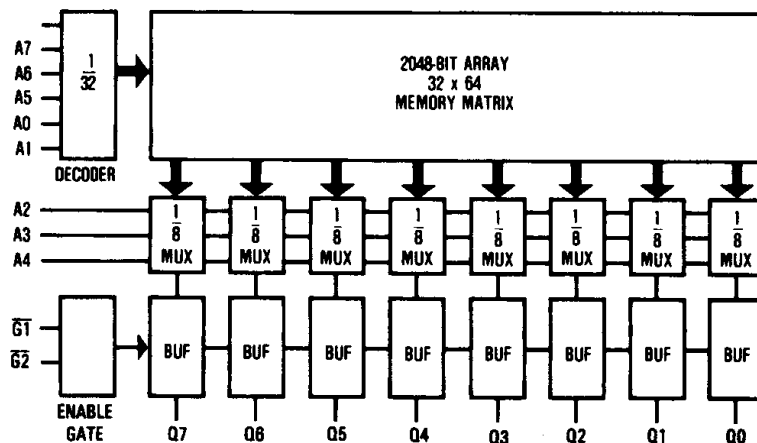 A7
A6
A5
A0
A1
1
32
DECODER
2048-BIT ARRAY
32 x 64
MEMORY MATRIX
A2
A3
A4
1 1 1 1 1 1 1 1
8 8 8 8 8 8 8 8
MUX MUX MUX MUX MUX MUX MUX MUX
G1
G2
ENABLE
GATE
BUF BUF BUF BUF BUF BUF BUF BUF
Q7 Q6 Q5 Q4 Q3 Q2 Q1 Q0